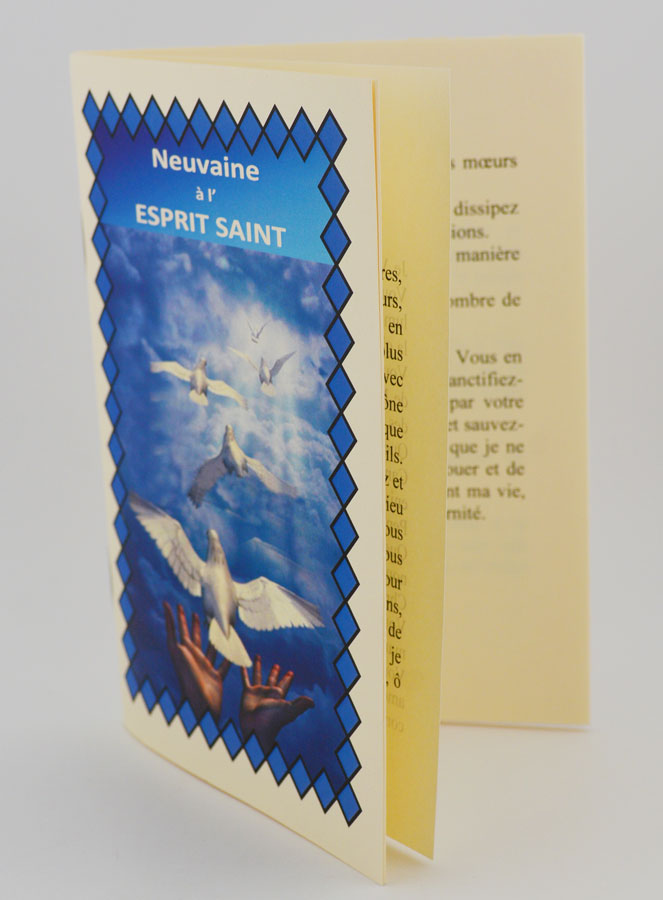 Neuvaine
à l'
ESPRIT SAINT
res,
urs,
en
plus
vec
ône
que
ils.
z et
ieu
ous
ous
our
ns,
de
je
, ô
s mœurs
dissipez
ions.
manière
ombre de
Vous en
anctifiez-
par votre
et sauvez-
que je ne
ouer et de
nt ma vie,
rnité.